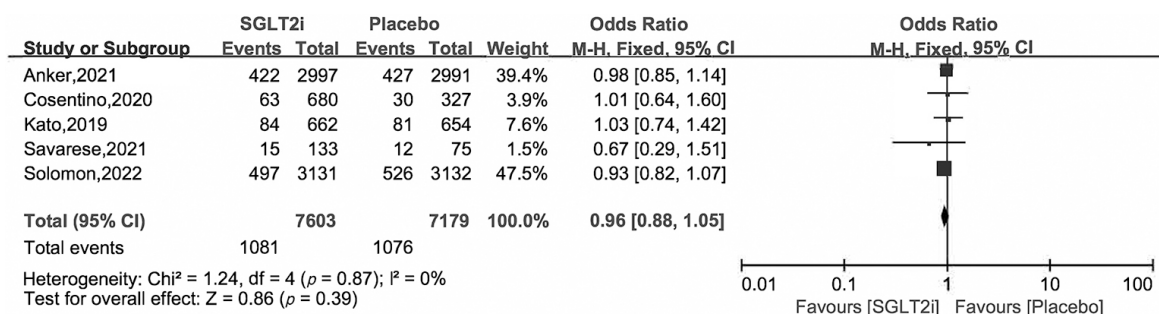 SGLT2i Placebo Odds Ratio Odds Ratio
Study or Subgroup Events Total Events Total Weight M-H, Fixed, 95% CI M-H, Fixed, 95% CI
Anker,2021 422 2997 427 2991 39.4% 0.98 [0.85, 1.14]
Cosentino,2020 63 680 30 327 3.9% 1.01 [0.64, 1.60]
Kato,2019 84 662 81 654 7.6% 1.03 [0.74, 1.42]
Savarese,2021 15 133 12 75 1.5% 0.67 [0.29, 1.51]
Solomon,2022 497 3131 526 3132 47.5% 0.93 [0.82, 1.07]
Total (95% CI) 7603 7179 100.0% 0.96 [0.88, 1.05]
Total events 1081 1076
Heterogeneity: Chi² = 1.24, df = 4 (p = 0.87); I² = 0%
Test for overall effect: Z = 0.86 (p = 0.39)
0.01 0.1 1 10 100
Favours [SGLT2i] Favours [Placebo]